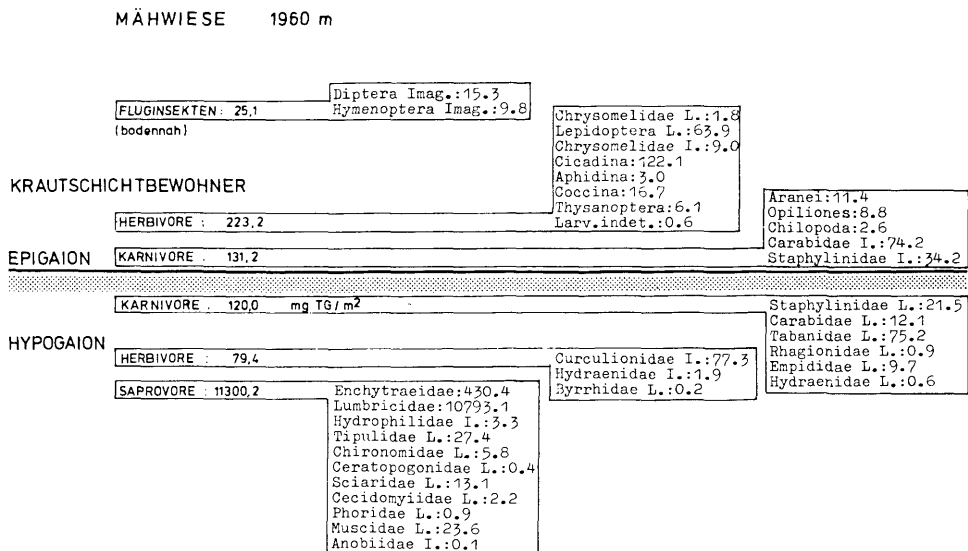 MÄHWIESE 1960 m
Diptera Imag.:15.3
Hymenoptera Imag.:9.8
FLUGINSEKTEN: 25,1
(bodennah)
Chrysomelidae L.:1.8
Lepidoptera L.:63.9
Chrysomelidae I.:9.0
Cicadina:122.1
Aphidina:3.0
Coccina:16.7
Thysanoptera:6.1
Larv.indet.:0.6
KRAUTSCHICHTBEWOHNER
HERBIVORE : 223,2
Aranei:11.4
Opiliones:8.8
Chilopoda:2.6
Carabidae I.:74.2
Staphylinidae I.:34.2
EPIGAION
KARNIVORE : 131,2
KARNIVORE : 120,0 mg TG/m²
Staphylinidae L.:21.5
Carabidae L.:12.1
Tabanidae L.:75.2
Rhagionidae L.:0.9
Empididae L.:9.7
Hydraenidae L.:0.6
HYPOGAION
HERBIVORE : 79,4
Curculionidae I.:77.3
Hydraenidae I.:1.9
Byrrhidae L.:0.2
SAPROVORE : 11300,2
Enchytraeidae:430.4
Lumbricidae:10793.1
Hydrophilidae I.:3.3
Tipulidae L.:27.4
Chironomidae L.:5.8
Ceratopogonidae L.:0.4
Sciaridae L.:13.1
Cecidomyiidae L.:2.2
Phoridae L.:0.9
Muscidae L.:23.6
Anobiidae I.:0.1